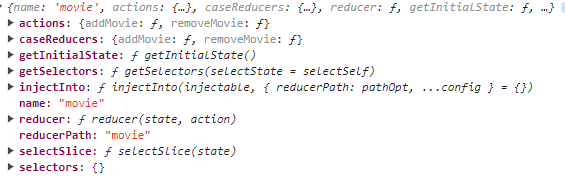 {name: 'movie', actions: {…}, caseReducers: {…}, reducer: ƒ, getInitialState: ƒ, …}
actions: {addMovie: ƒ, removeMovie: ƒ}
caseReducers: {addMovie: ƒ, removeMovie: ƒ}
getInitialState: ƒ getInitialState()
getSelectors: ƒ getSelectors(selectState = selectSelf)
injectInto: ƒ injectInto(injectable, { reducerPath: pathOpt, ...config } = {})
name: "movie"
reducer: ƒ reducer(state, action)
reducerPath: "movie"
selectSlice: ƒ selectSlice(state)
selectors: {}